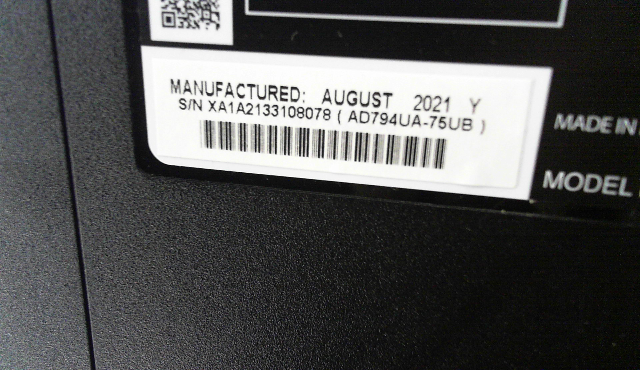 MANUFACTURED: AUGUST 2021 Y
S/N XA1A2133108078 ( AD794UA-75UB )
MADE IN
MODEL